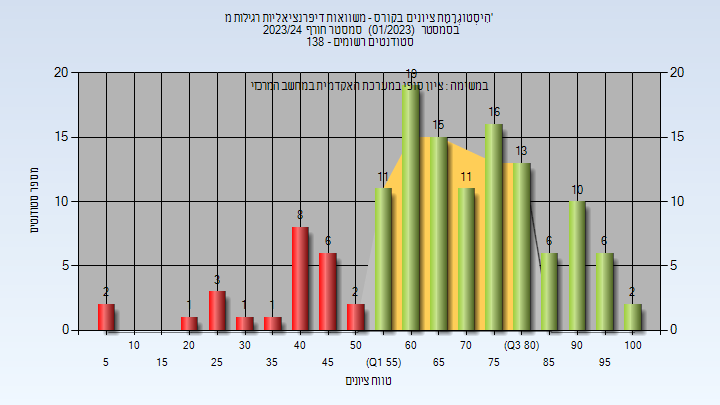 היסטוגרמת ציונים בקורס - משוואות דיפרנציאליות רגילות מ'
בסמסטר (01/2023) סמסטר חורף 2023/24
סטודנטים רשומים - 138
במשימה : ציון סופי במערכת האקדמית במחשב המרכזי
מספר סטודנטים
20 15 10 5 0
20 15 10 5 0
2 1 3 1 1 8 6 2 11 19 15 11 16 13 6 10 6 2
10 20 30 40 50 60 70 (Q3 80) 90 100
5 15 25 35 45 (Q1 55) 65 75 85 95
טווח ציונים